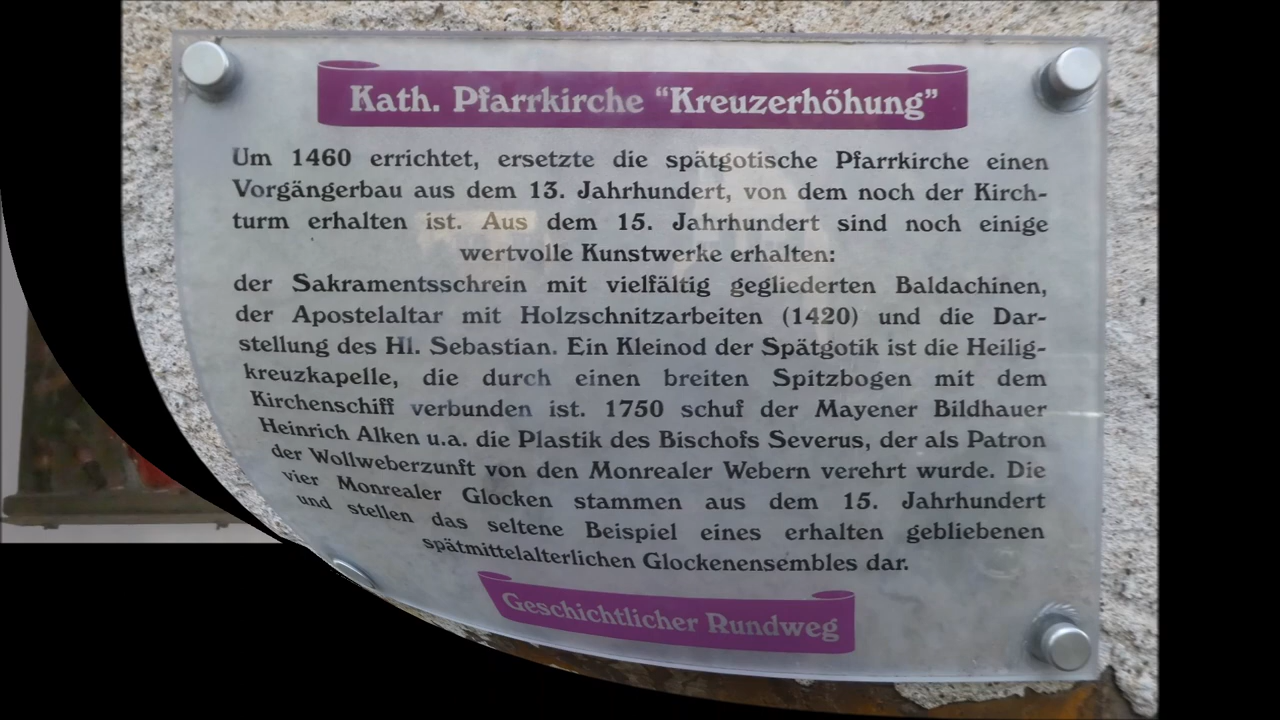 Kath. Pfarrkirche “Kreuzerhöhung”
Um 1460 errichtet, ersetzte die spätgotische Pfarrkirche einen
Vorgängerbau aus dem 13. Jahrhundert, von dem noch der Kirch-
turm erhalten ist. Aus dem 15. Jahrhundert sind noch einige
wertvolle Kunstwerke erhalten:
der Sakramentsschrein mit vielfältig gegliederten Baldachinen,
der Apostelaltar mit Holzschnitzarbeiten (1420) und die Dar-
stellung des Hl. Sebastian. Ein Kleinod der Spätgotik ist die Heilig-
kreuzkapelle, die durch einen breiten Spitzbogen mit dem
Kirchenschiff verbunden ist. 1750 schuf der Mayener Bildhauer
Heinrich Alken u.a. die Plastik des Bischofs Severus, der als Patron
der Wollweberzunft von den Monrealer Webern verehrt wurde. Die
vier Monrealer Glocken stammen aus dem 15. Jahrhundert
und stellen das seltene Beispiel eines erhalten gebliebenen
spätmittelalterlichen Glockenensembles dar.
Geschichtlicher Rundweg